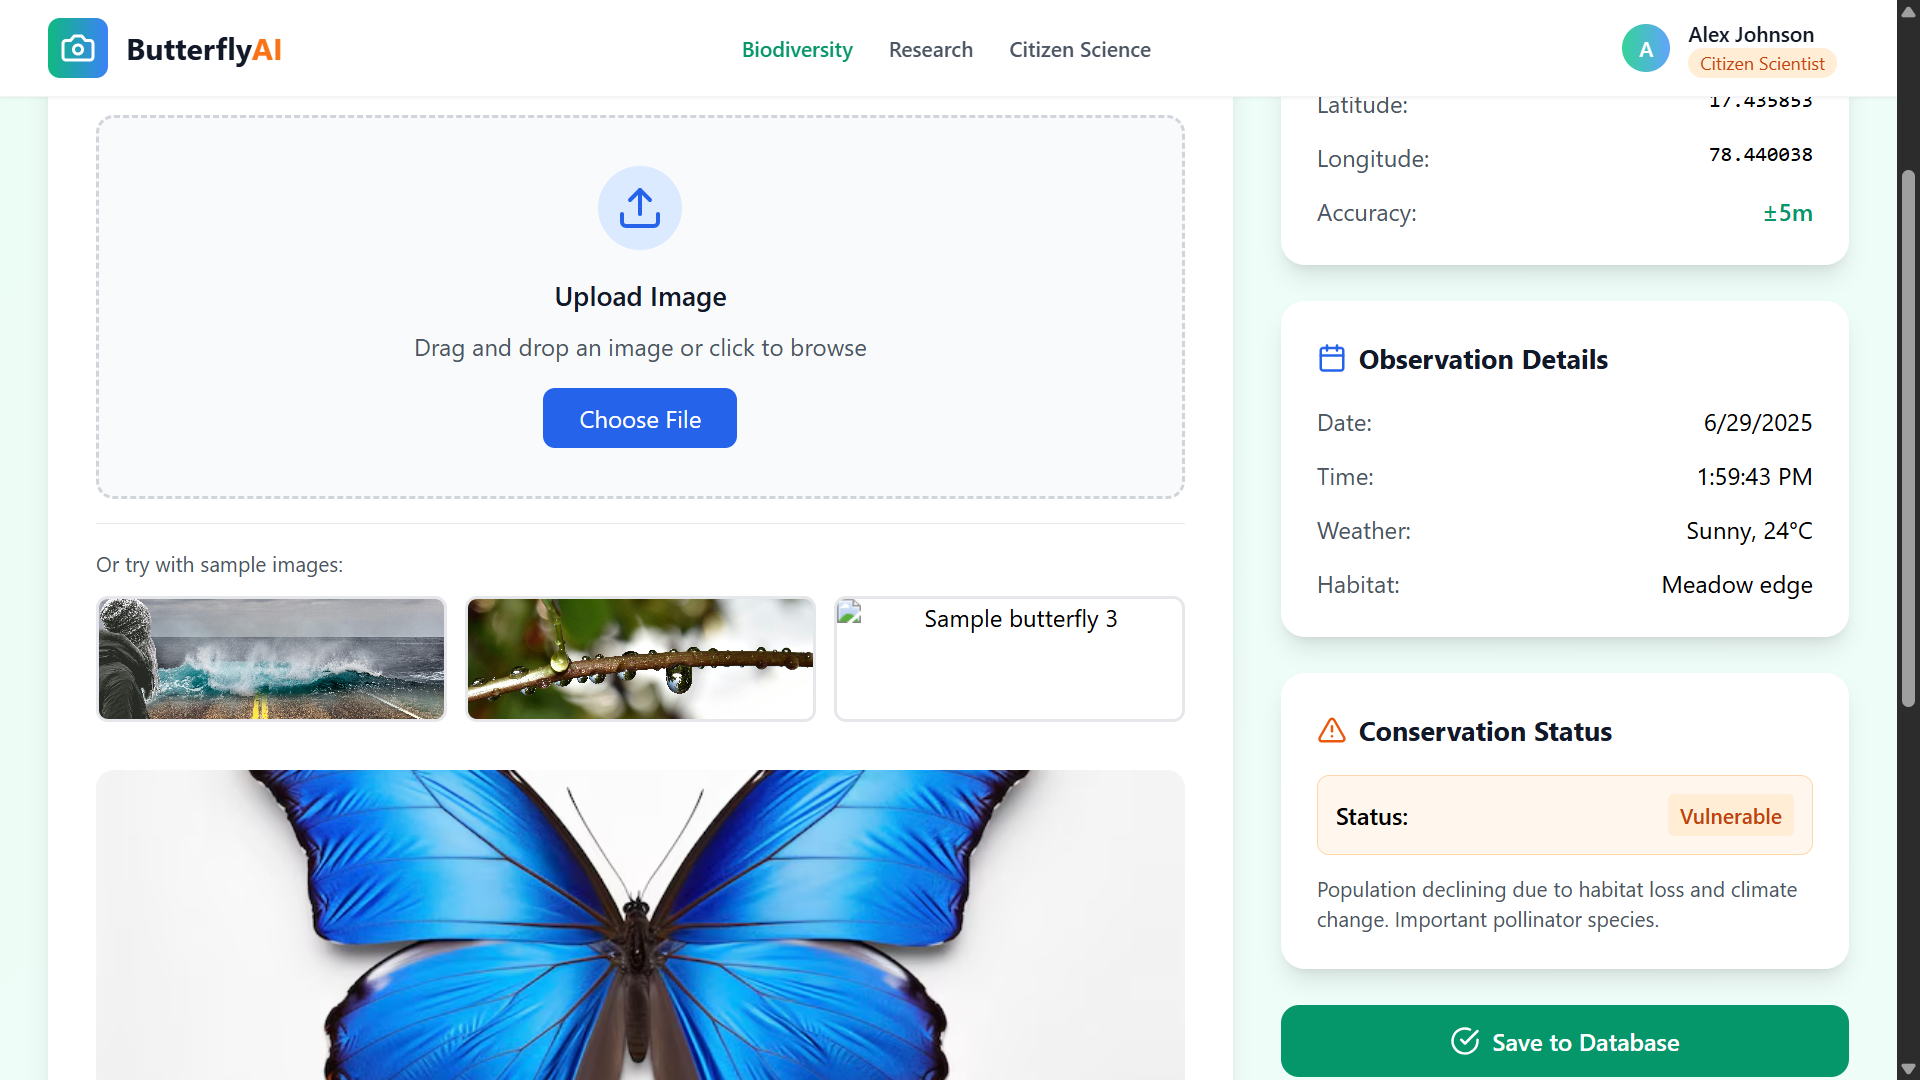 ButterflyAI
Biodiversity
Research
Citizen Science
A
Alex Johnson
Citizen Scientist
Upload Image
Drag and drop an image or click to browse
Choose File
Or try with sample images:
Sample butterfly 3
Latitude:
17.435853
Longitude:
78.440038
Accuracy:
±5m
Observation Details
Date:
6/29/2025
Time:
1:59:43 PM
Weather:
Sunny, 24°C
Habitat:
Meadow edge
Conservation Status
Status:
Vulnerable
Population declining due to habitat loss and climate
change. Important pollinator species.
Save to Database